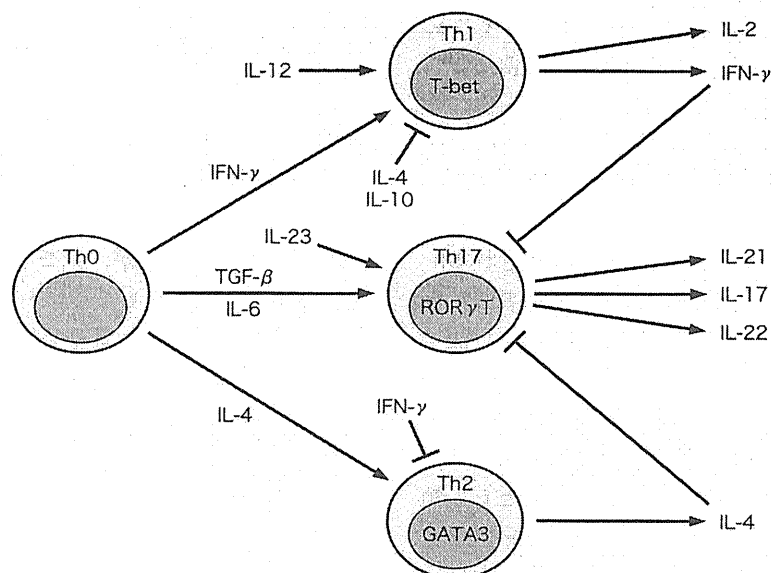 Th1
T-bet
IL-12
IL-2
IFN-γ
IFN-γ
IL-4
IL-10
Th0
IL-23
TGF-β
IL-6
Th17
RORγT
IL-21
IL-17
IL-22
IL-4
IFN-γ
Th2
GATA3
IL-4